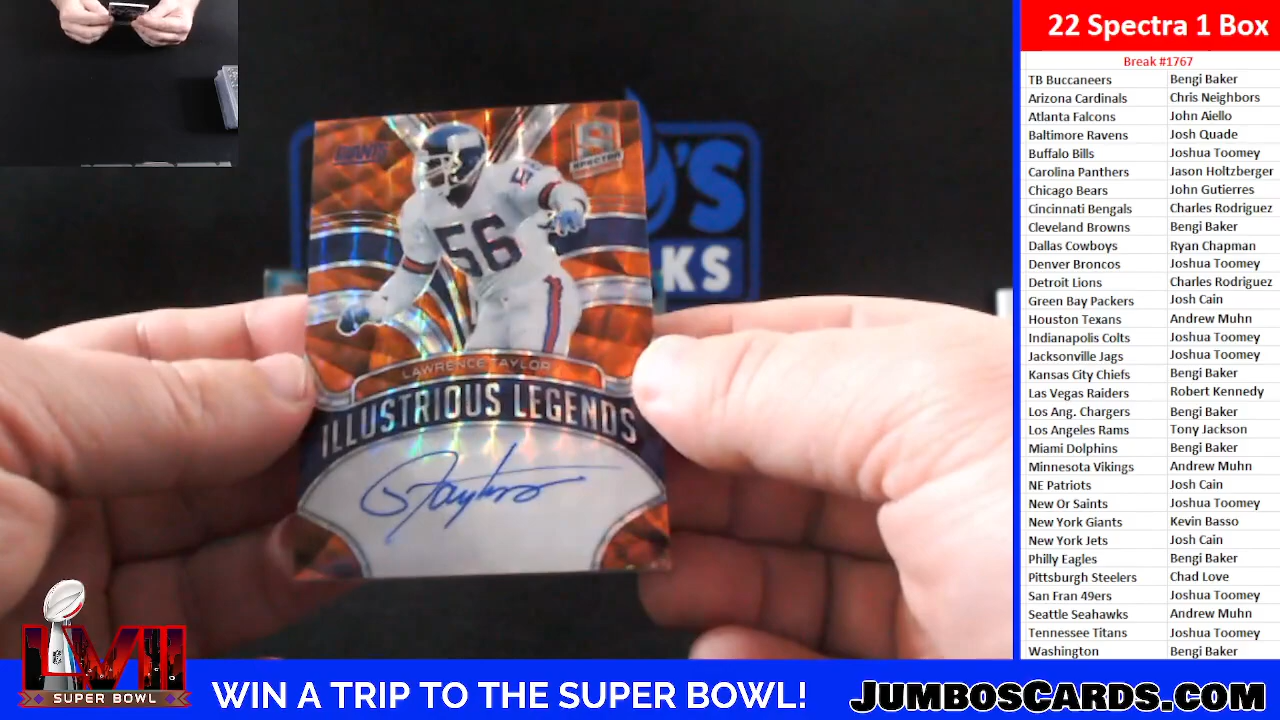 22 Spectra 1 Box
Break #1767
TB Buccaneers Bengi Baker
Arizona Cardinals Chris Neighbors
Atlanta Falcons John Aiello
Baltimore Ravens Josh Quade
Buffalo Bills Joshua Toomey
Carolina Panthers Jason Holtzberger
Chicago Bears John Gutierres
Cincinnati Bengals Charles Rodriguez
Cleveland Browns Bengi Baker
Dallas Cowboys Ryan Chapman
Denver Broncos Joshua Toomey
Detroit Lions Charles Rodriguez
Green Bay Packers Josh Cain
Houston Texans Andrew Muhn
Indianapolis Colts Joshua Toomey
Jacksonville Jags Joshua Toomey
Kansas City Chiefs Bengi Baker
Las Vegas Raiders Robert Kennedy
Los Ang. Chargers Bengi Baker
Los Angeles Rams Tony Jackson
Miami Dolphins Bengi Baker
Minnesota Vikings Andrew Muhn
NE Patriots Josh Cain
New Or Saints Joshua Toomey
New York Giants Kevin Basso
New York Jets Josh Cain
Philly Eagles Bengi Baker
Pittsburgh Steelers Chad Love
San Fran 49ers Joshua Toomey
Seattle Seahawks Andrew Muhn
Tennessee Titans Joshua Toomey
Washington Bengi Baker
GIANTS
SPECTRA
56
LAWRENCE TAYLOR
ILLUSTRIOUS LEGENDS
O'S
KS
LVII
SUPER BOWL
WIN A TRIP TO THE SUPER BOWL!
JumbosCards.com